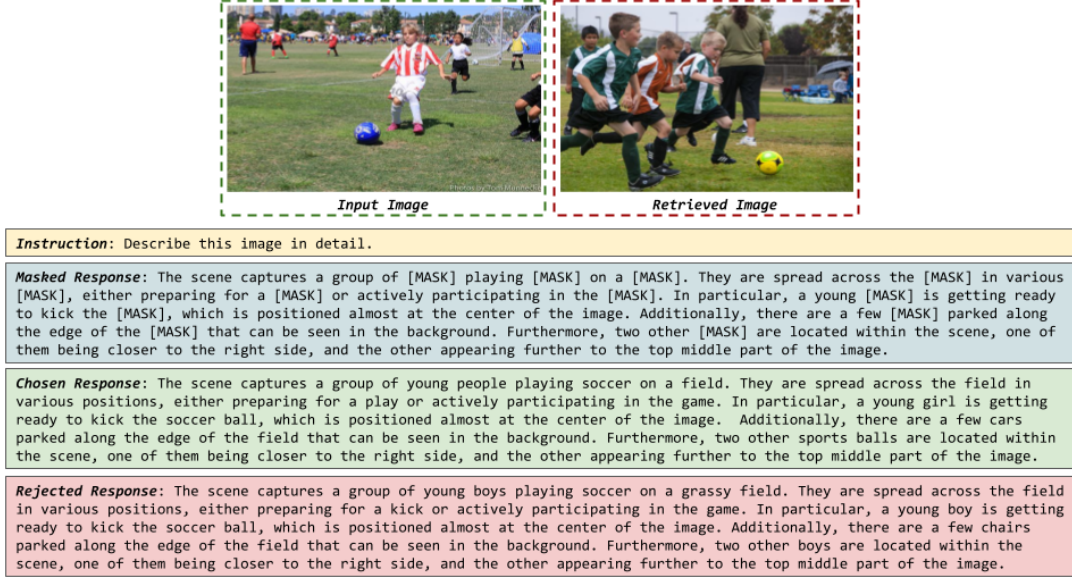 Input Image
Retrieved Image
Instruction: Describe this image in detail.
Masked Response: The scene captures a group of [MASK] playing [MASK] on a [MASK]. They are spread across the [MASK] in various
[MASK], either preparing for a [MASK] or actively participating in the [MASK]. In particular, a young [MASK] is getting ready
to kick the [MASK], which is positioned almost at the center of the image. Additionally, there are a few [MASK] parked along
the edge of the [MASK] that can be seen in the background. Furthermore, two other [MASK] are located within the scene, one of
them being closer to the right side, and the other appearing further to the top middle part of the image.
Chosen Response: The scene captures a group of young people playing soccer on a field. They are spread across the field in
various positions, either preparing for a play or actively participating in the game. In particular, a young girl is getting
ready to kick the soccer ball, which is positioned almost at the center of the image. Additionally, there are a few cars
parked along the edge of the field that can be seen in the background. Furthermore, two other sports balls are located within
the scene, one of them being closer to the right side, and the other appearing further to the top middle part of the image.
Rejected Response: The scene captures a group of young boys playing soccer on a grassy field. They are spread across the field
in various positions, either preparing for a kick or actively participating in the game. In particular, a young boy is getting
ready to kick the soccer ball, which is positioned almost at the center of the image. Additionally, there are a few chairs
parked along the edge of the field that can be seen in the background. Furthermore, two other boys are located within the
scene, one of them being closer to the right side, and the other appearing further to the top middle part of the image.